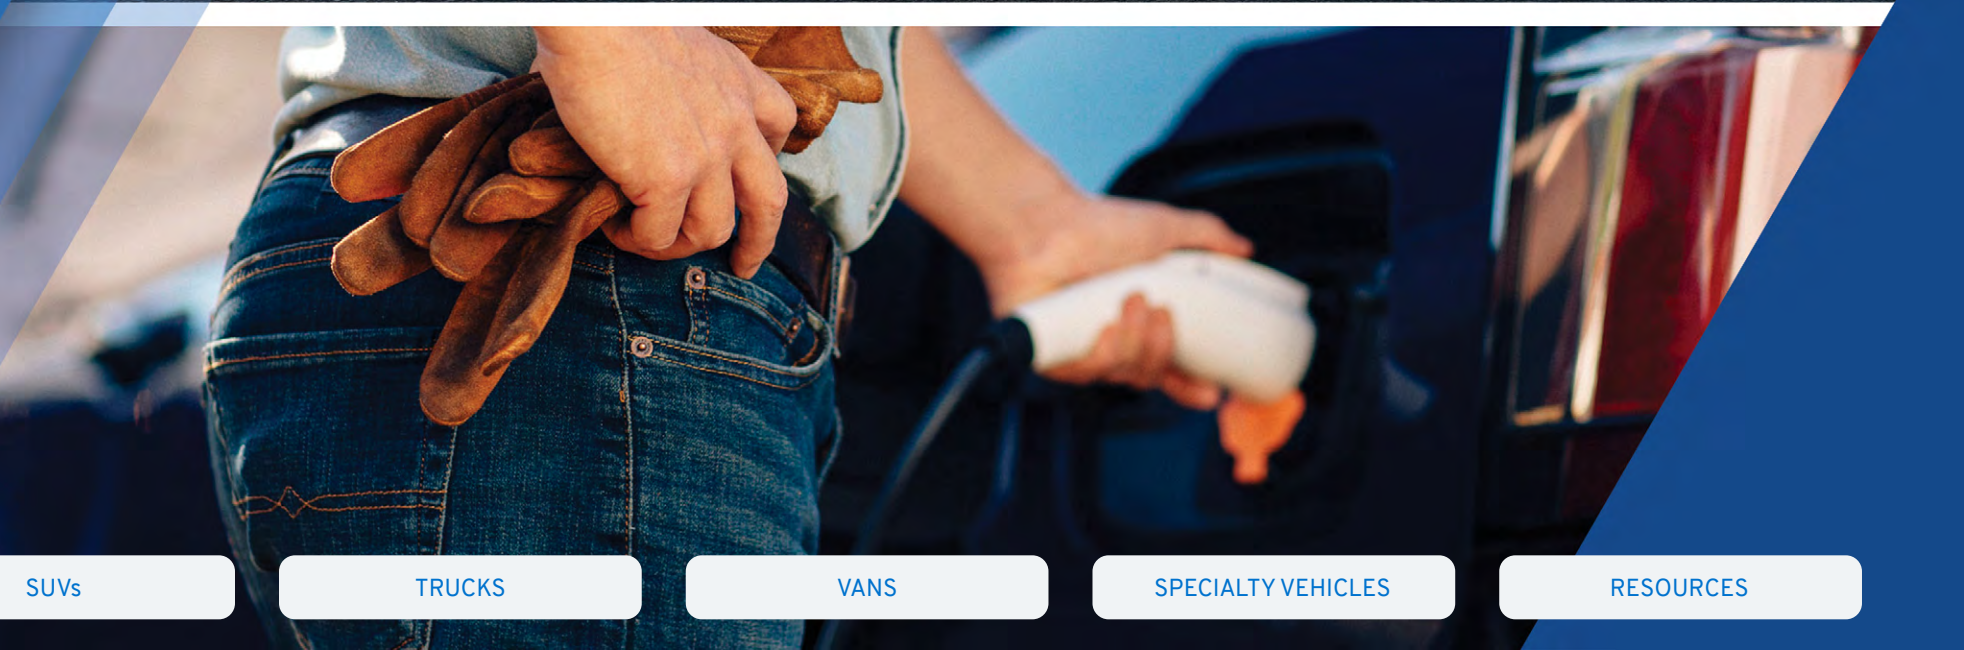 SUVs
TRUCKS
VANS
SPECIALTY VEHICLES
RESOURCES